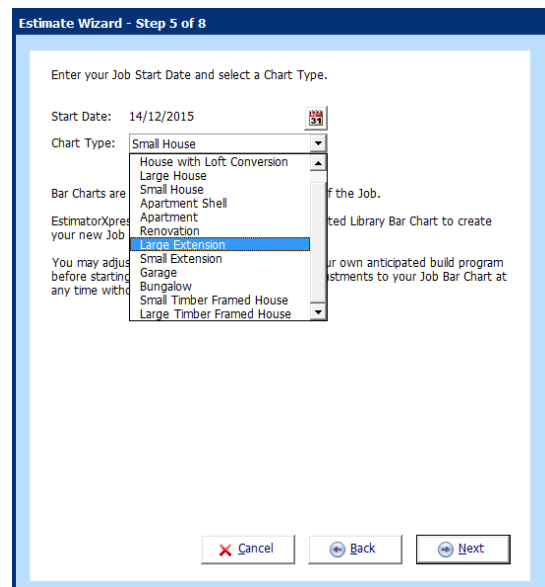 Estimate Wizard - Step 5 of 8
Enter your Job Start Date and select a Chart Type.
Start Date: 14/12/2015
31
Chart Type: Small House
House with Loft Conversion
Large House
Small House
Apartment Shell
Apartment
Renovation
Large Extension
Small Extension
Garage
Bungalow
Small Timber Framed House
Large Timber Framed House
Bar Charts are f the Job.
EstimatorXpres ted Library Bar Chart to create
your new Job
You may adjus ur own anticipated build program
before starting stments to your Job Bar Chart at
any time witho
Cancel Back Next